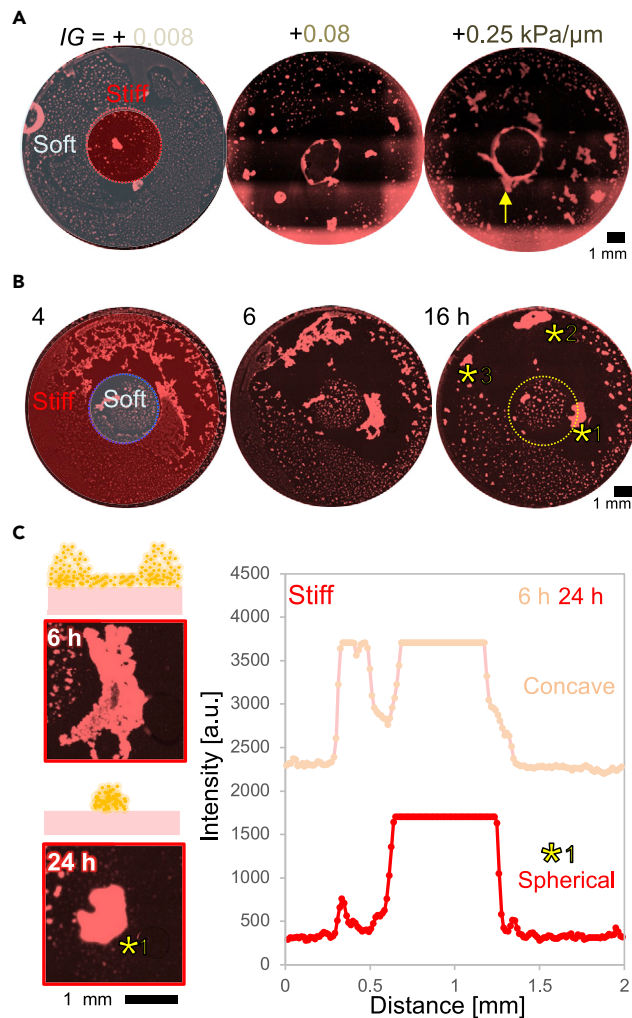 A
IG = + 0.008
+0.08
+0.25 kPa/μm
Stiff
Soft
1 mm
B
4
6
16 h
Stiff
Soft
*2
*3
*1
1 mm
C
6 h
24 h
*1
1 mm
4500
4000
3500
3000
2500
2000
1500
1000
500
0
Intensity [a.u.]
Stiff
6 h 24 h
Concave
*1
Spherical
0 0.5 1 1.5 2
Distance [mm]